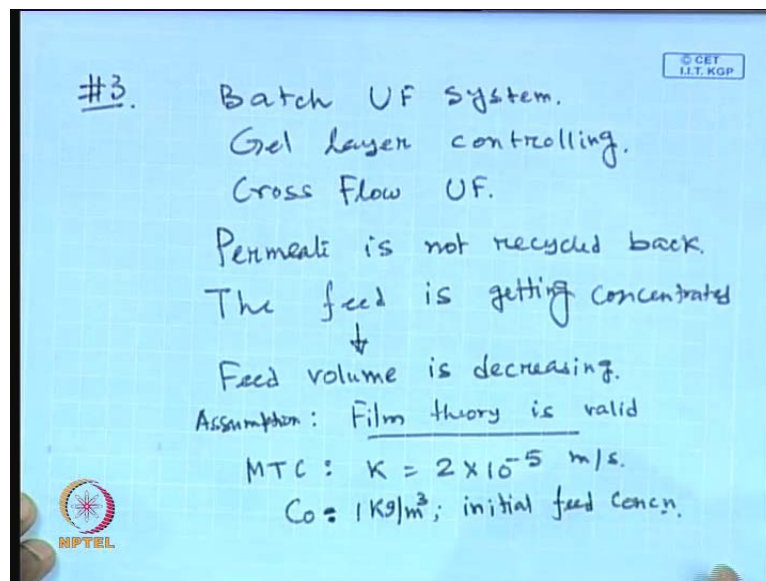 © CET
I.I.T. KGP
#3. Batch UF System.
Gel layer controlling.
Cross Flow UF.
Permeate is not recycled back.
The feed is getting concentrated
↓
Feed volume is decreasing.
Assumption: Film theory is valid
MTC: K = 2 × 10⁻⁵ m/s.
Co = 1 Kg/m³; initial feed concn.
NPTEL